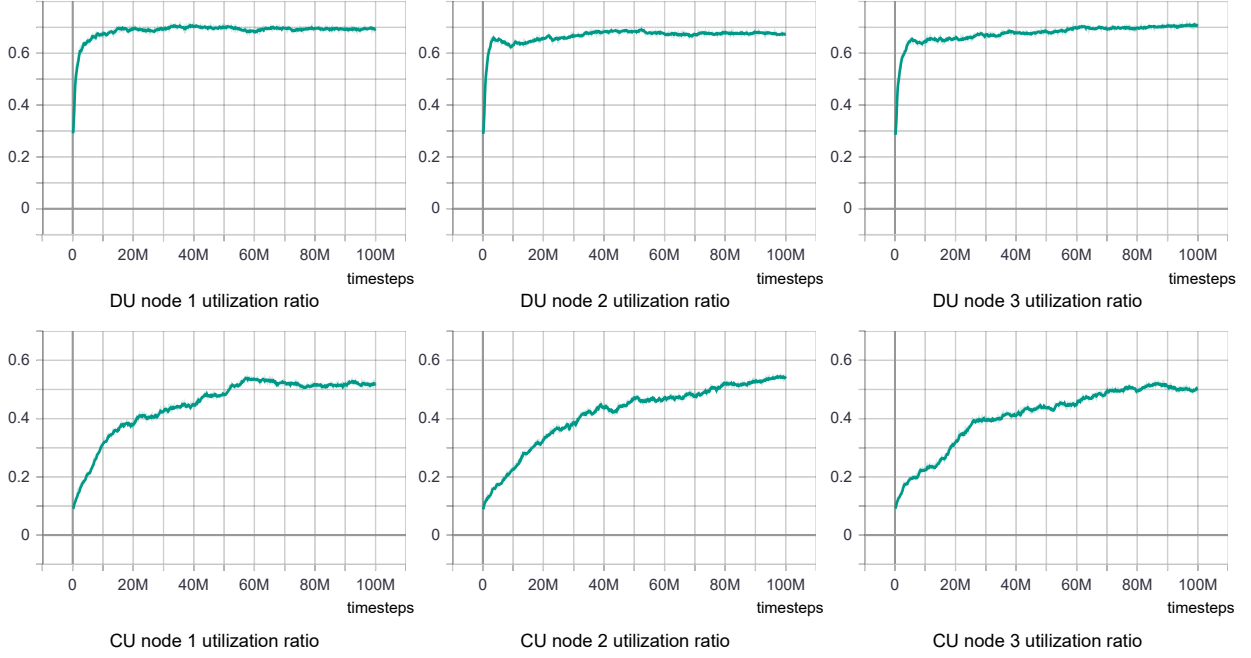 0.6 0.6 0.6
0.4 0.4 0.4
0.2 0.2 0.2
0 0 0
0 20M 40M 60M 80M 100M 0 20M 40M 60M 80M 100M 0 20M 40M 60M 80M 100M
timesteps timesteps timesteps
DU node 1 utilization ratio DU node 2 utilization ratio DU node 3 utilization ratio
0.6 0.6 0.6
0.4 0.4 0.4
0.2 0.2 0.2
0 0 0
0 20M 40M 60M 80M 100M 0 20M 40M 60M 80M 100M 0 20M 40M 60M 80M 100M
timesteps timesteps timesteps
CU node 1 utilization ratio CU node 2 utilization ratio CU node 3 utilization ratio